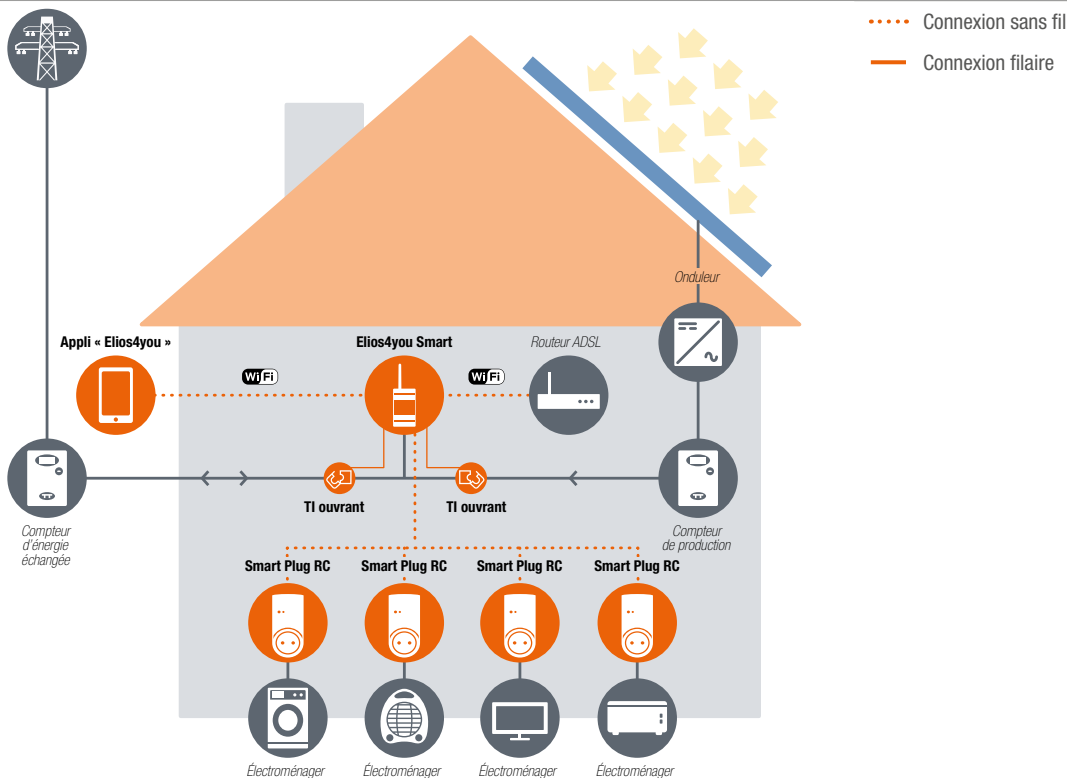 Connexion sans fil
Connexion filaire
Onduleur
Appli « Elios4you »
Elios4you Smart
Routeur ADSL
WiFi
WiFi
TI ouvrant
TI ouvrant
Compteur
d'énergie
échangée
Compteur
de production
Smart Plug RC
Smart Plug RC
Smart Plug RC
Smart Plug RC
Électroménager
Électroménager
Électroménager
Électroménager